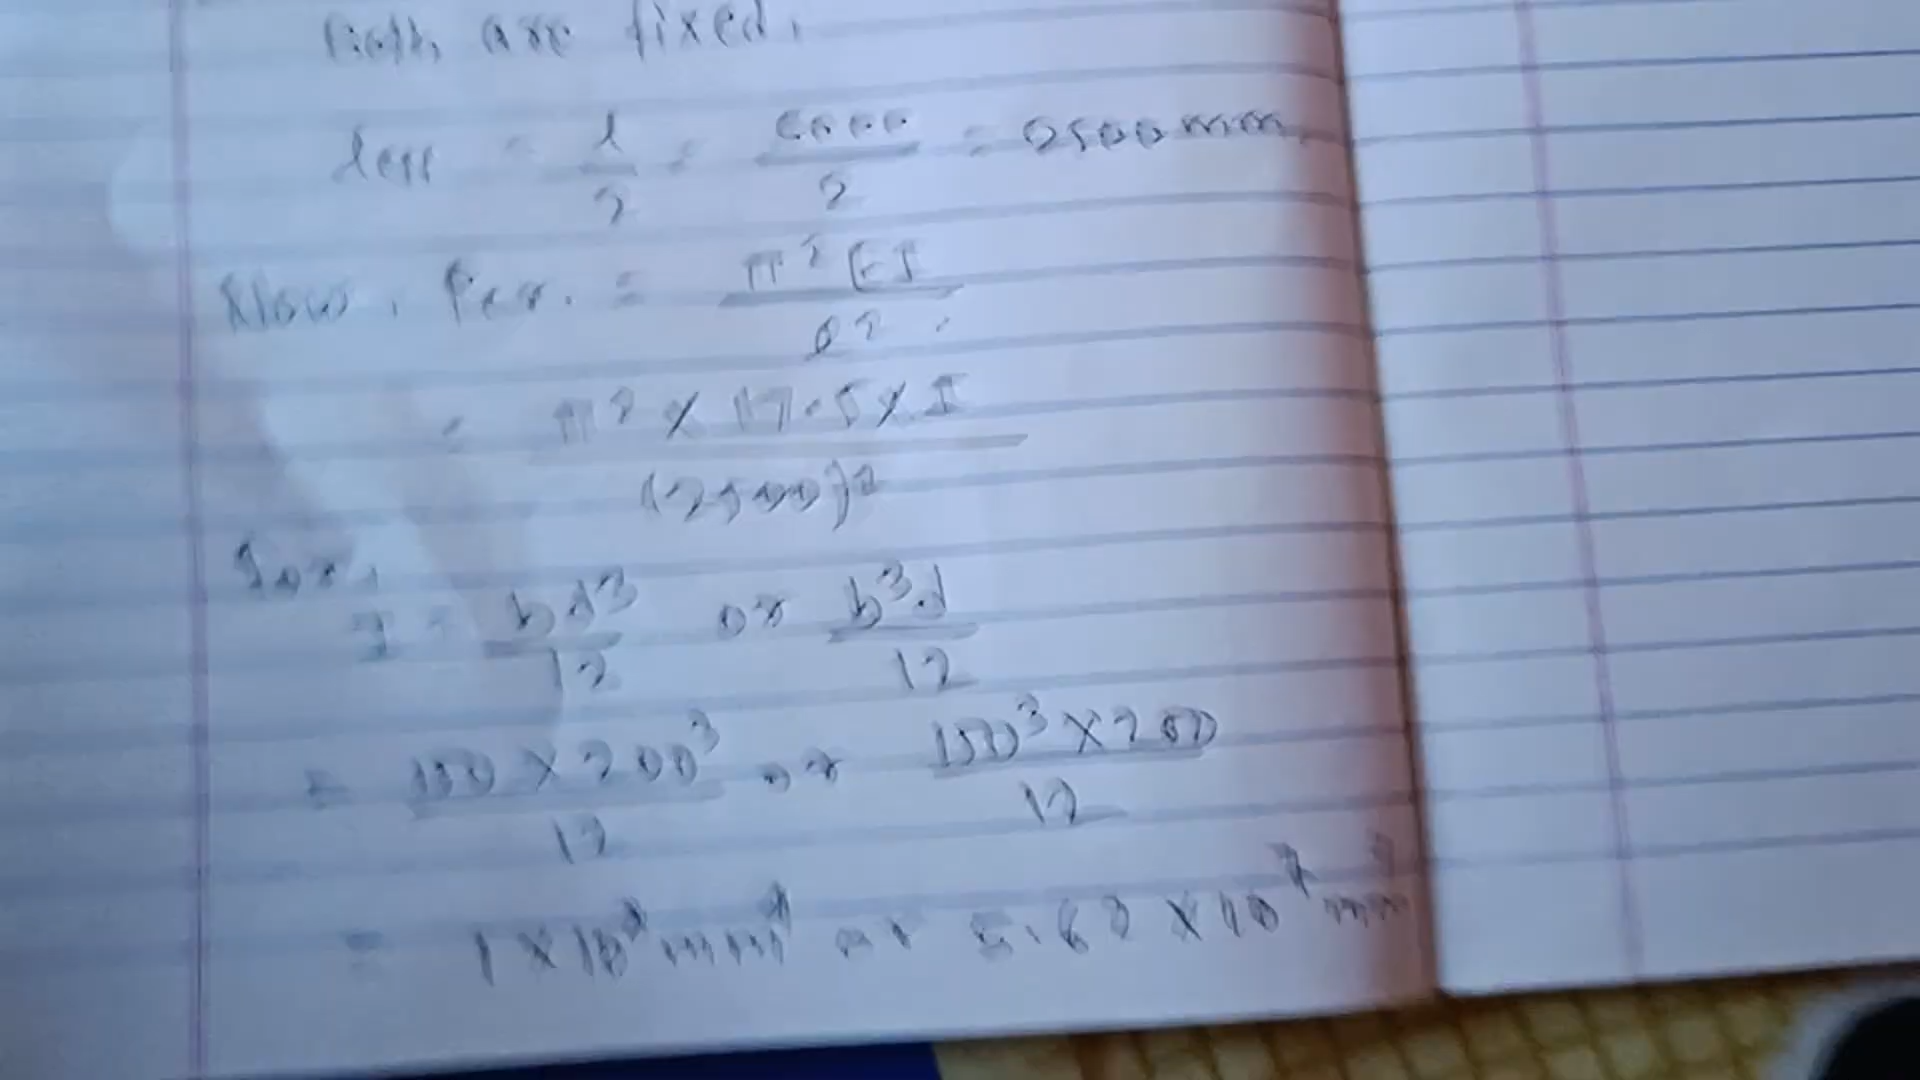 Both are fixed.
leff = l/2 = 5000/2 = 2500 mm.
Now, Pcr. = π² EI / l².
= π² × 17.5 × I / (2500)²
For,
I = bd³/12 or b³.d/12
= 150 × 200³/12 or 150³ × 200/12
= 1 × 10⁸ mm⁴ or 5.62 × 10⁷ mm⁴